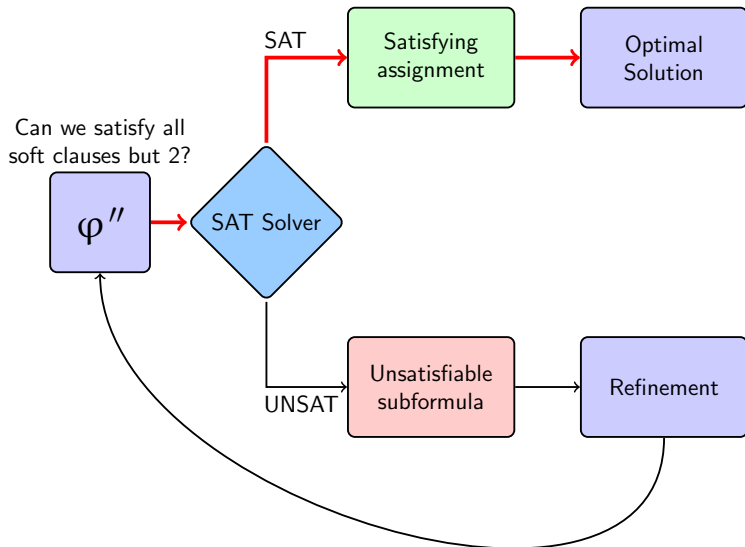 SAT
Satisfying
assignment
Optimal
Solution
Can we satisfy all
soft clauses but 2?
φ″
SAT Solver
UNSAT
Unsatisfiable
subformula
Refinement